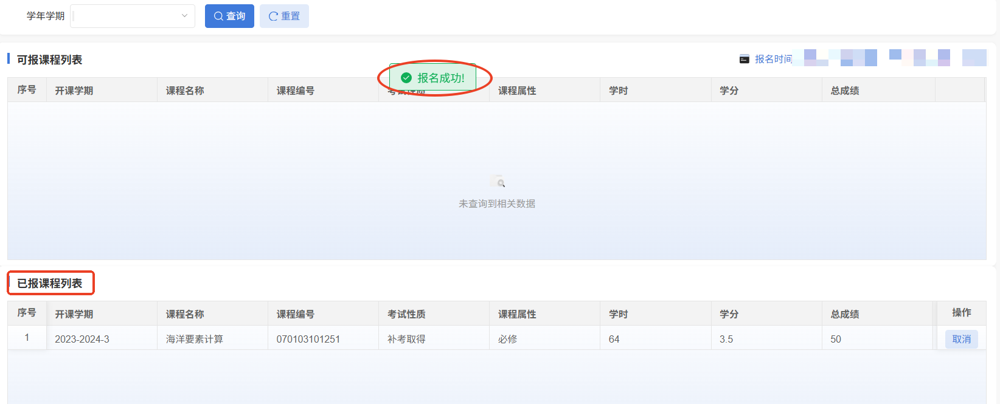 学年学期 查询 重置
可报课程列表 报名时间
报名成功!
序号 开课学期 课程名称 课程编号 考试性质 课程属性 学时 学分 总成绩
未查询到相关数据
已报课程列表
序号 开课学期 课程名称 课程编号 考试性质 课程属性 学时 学分 总成绩 操作
1 2023-2024-3 海洋要素计算 070103101251 补考取得 必修 64 3.5 50 取消